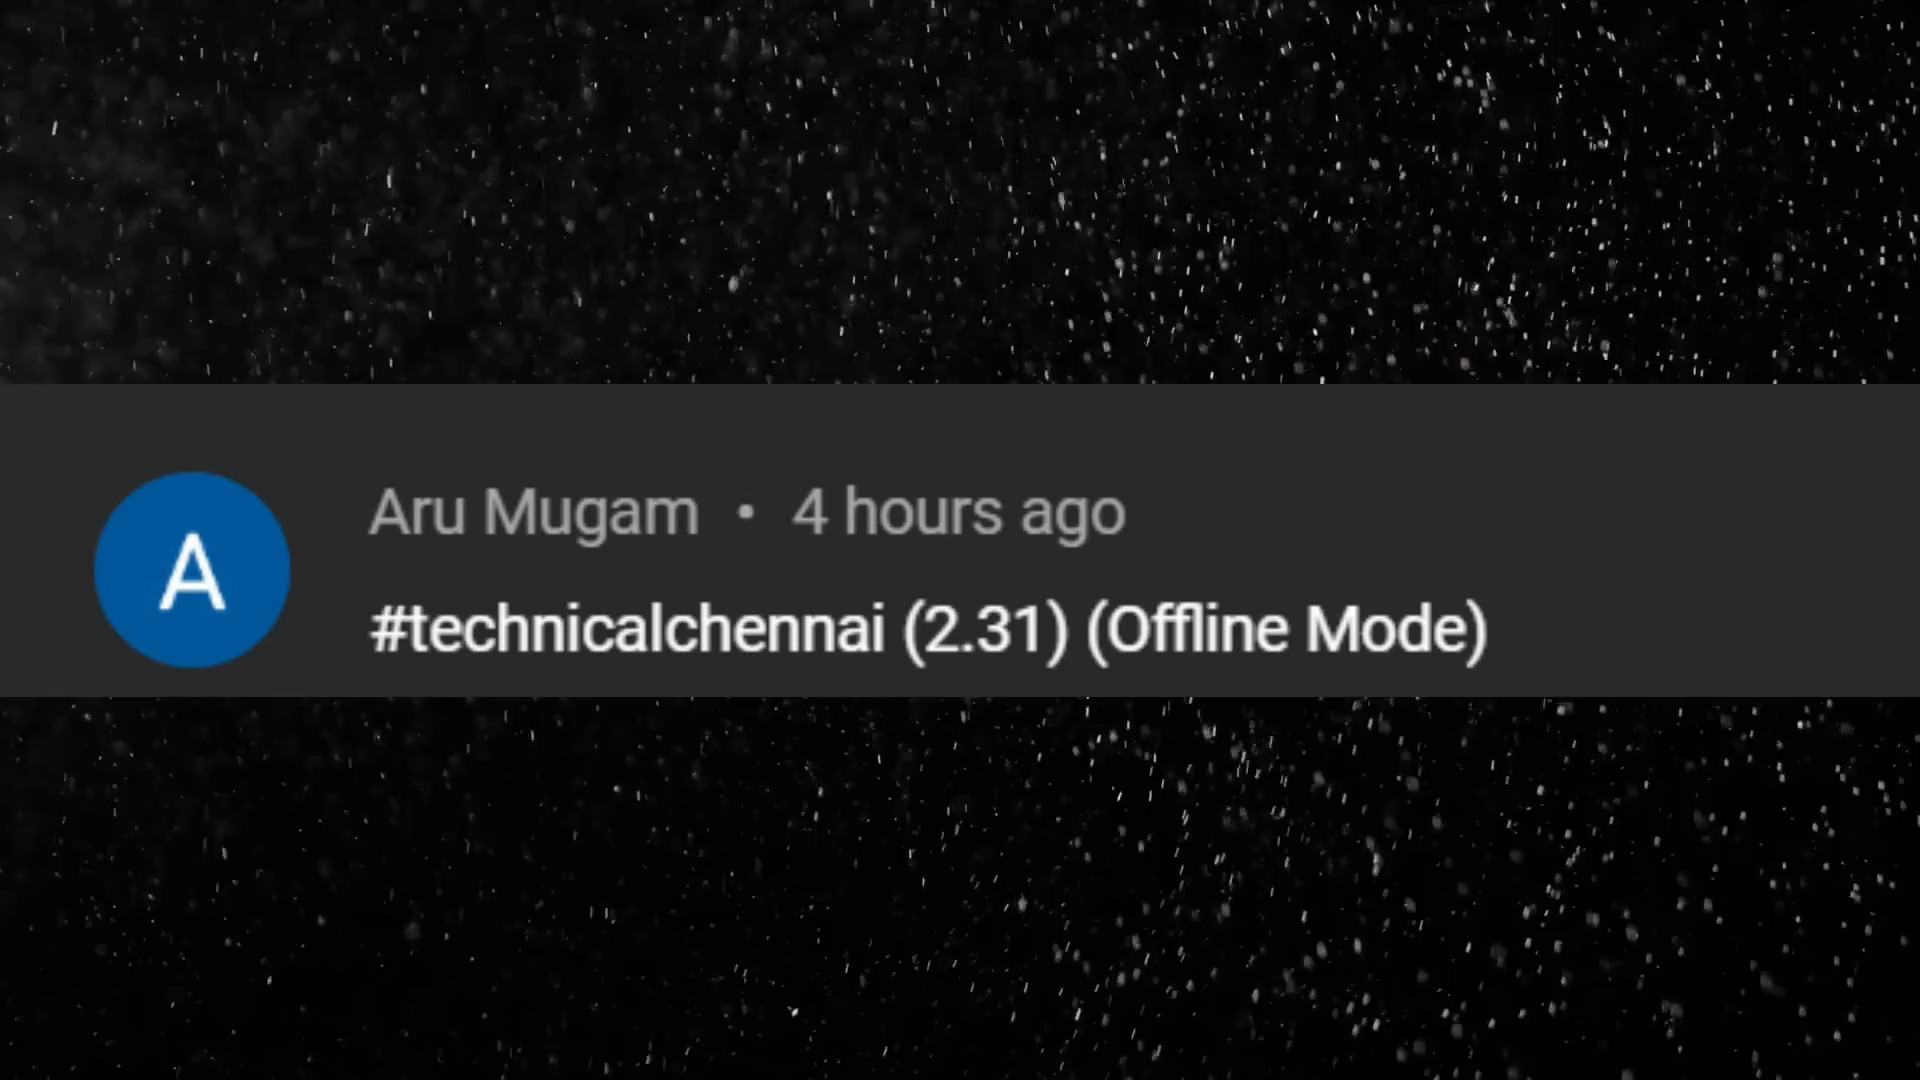 A
Aru Mugam • 4 hours ago
#technicalchennai (2.31) (Offline Mode)